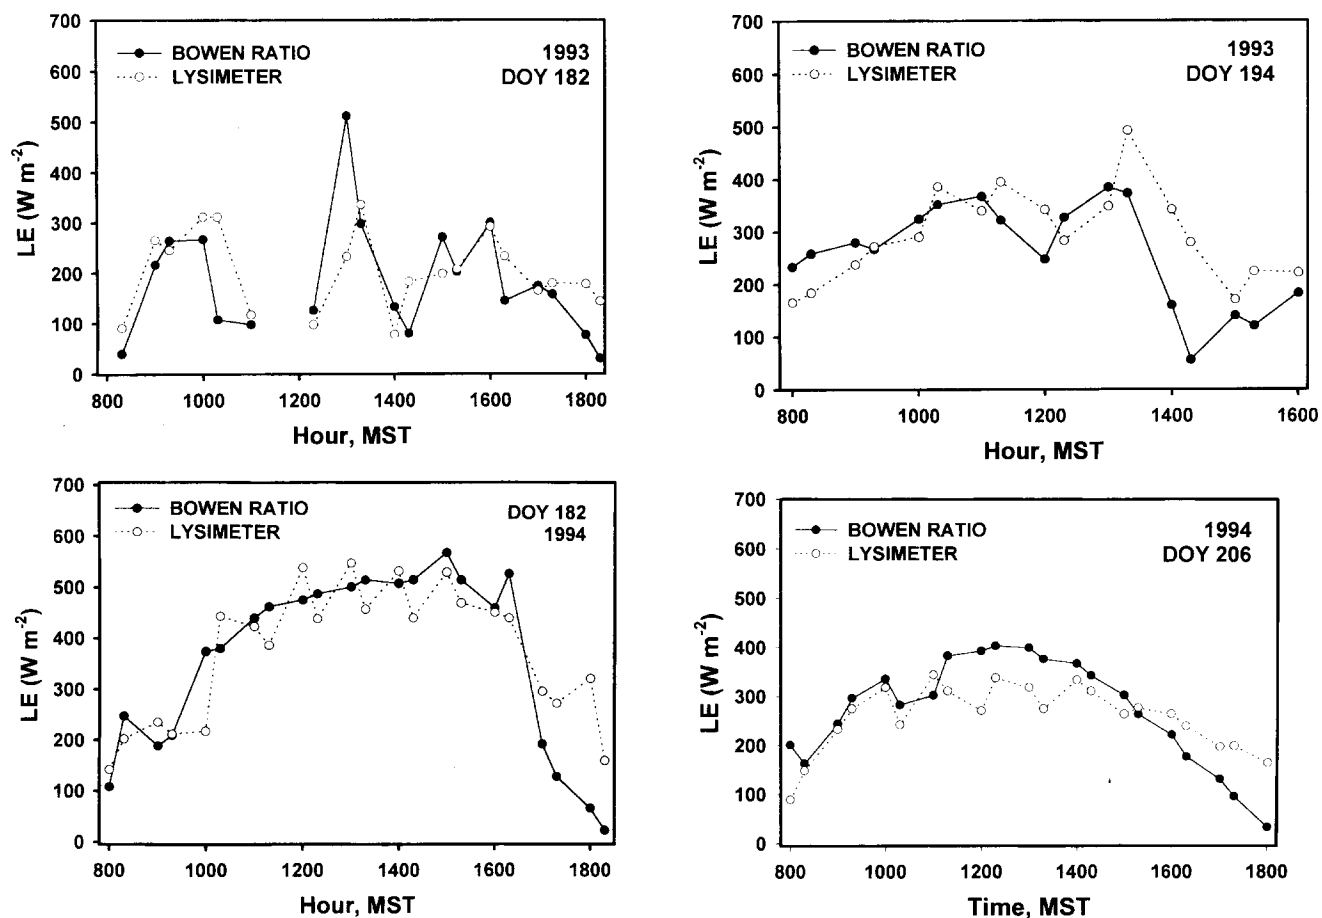 700
600
500
400
300
200
100
0
LE (W m-2)
BOWEN RATIO
LYSIMETER
1993
DOY 182
800 1000 1200 1400 1600 1800
Hour, MST
700
600
500
400
300
200
100
0
LE (W m-2)
BOWEN RATIO
LYSIMETER
1993
DOY 194
800 1000 1200 1400 1600
Hour, MST
700
600
500
400
300
200
100
0
LE (W m-2)
BOWEN RATIO
LYSIMETER
DOY 182
1994
800 1000 1200 1400 1600 1800
Hour, MST
700
600
500
400
300
200
100
0
LE (W m-2)
BOWEN RATIO
LYSIMETER
1994
DOY 206
800 1000 1200 1400 1600 1800
Time, MST